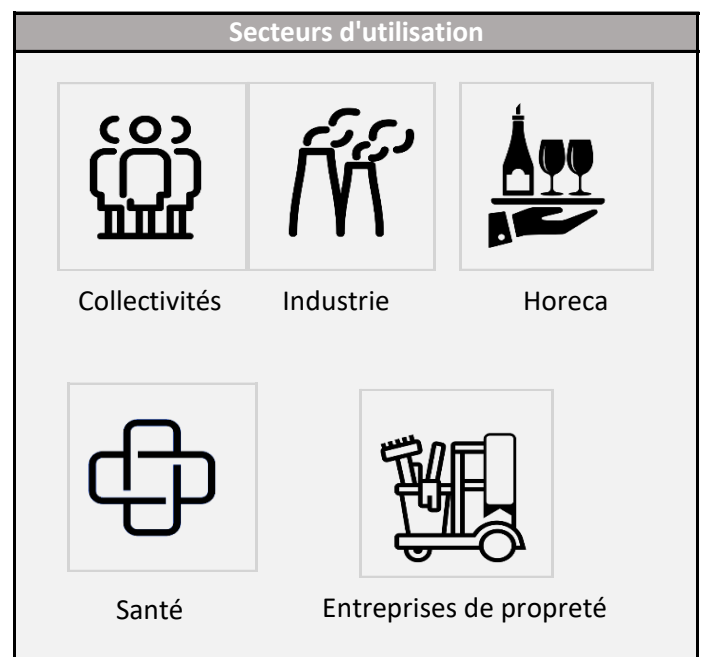 Secteurs d'utilisation
Collectivités Industrie Horeca
Santé Entreprises de propreté